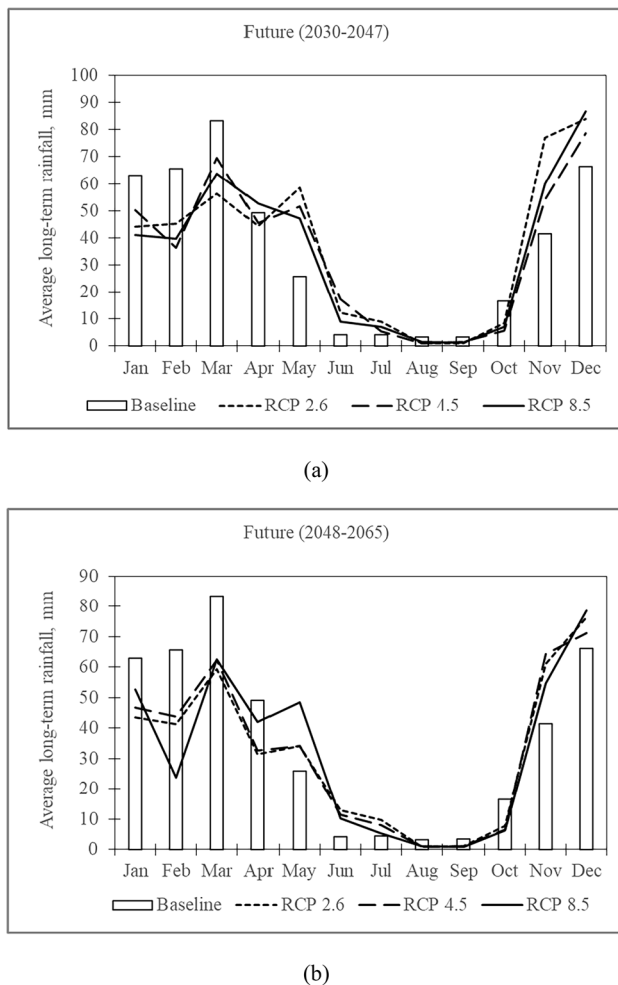 Future (2030-2047)
Average long-term rainfall, mm
100
90
80
70
60
50
40
30
20
10
0
Jan Feb Mar Apr May Jun Jul Aug Sep Oct Nov Dec
Baseline RCP 2.6 RCP 4.5 RCP 8.5
(a)
Future (2048-2065)
Average long-term rainfall, mm
90
80
70
60
50
40
30
20
10
0
Jan Feb Mar Apr May Jun Jul Aug Sep Oct Nov Dec
Baseline RCP 2.6 RCP 4.5 RCP 8.5
(b)